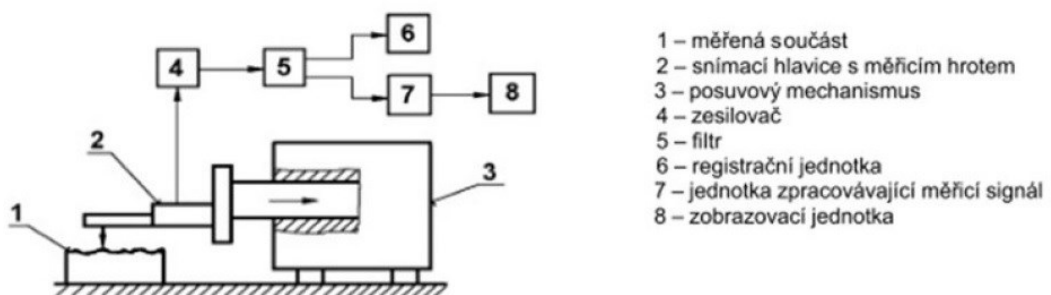 6
4
5
7
8
2
3
1
1 – měřená součást
2 – snímací hlavice s měřicím hrotem
3 – posuvový mechanismus
4 – zesilovač
5 – filtr
6 – registrační jednotka
7 – jednotka zpracovávající měřicí signál
8 – zobrazovací jednotka